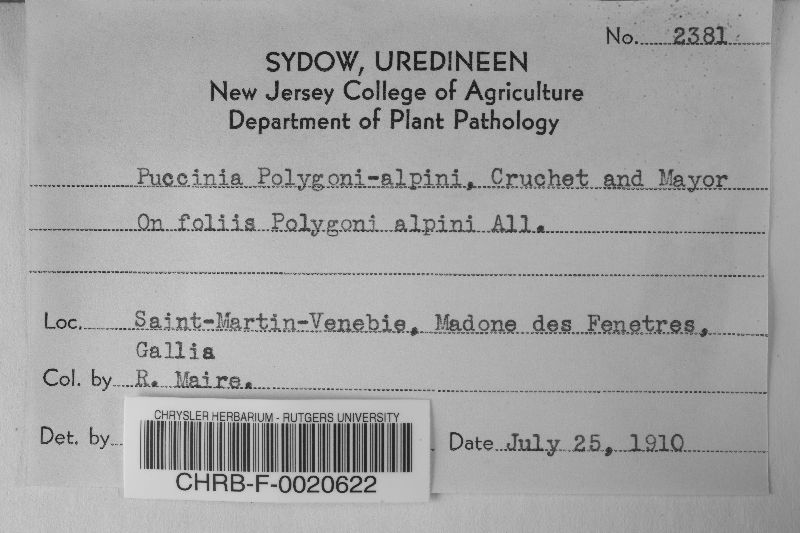 No. 2381
SYDOW, UREDINEEN
New Jersey College of Agriculture
Department of Plant Pathology
Puccinia Polygoni-alpini, Cruchet and Mayor
On foliis Polygoni alpini All.
Loc. Saint-Martin-Venebie, Madone des Fenetres,
Gallia
Col. by R. Maire.
Det. by
Date July 25, 1910
CHRYSLER HERBARIUM - RUTGERS UNIVERSITY
CHRB-F-0020622